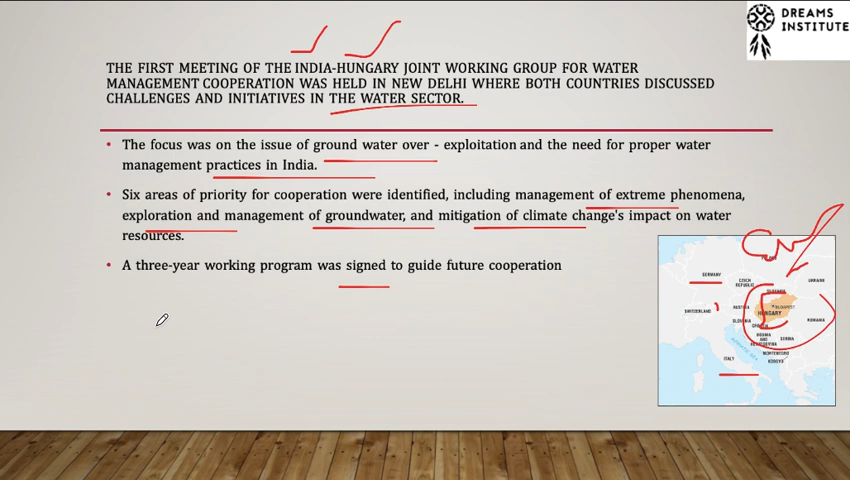 DREAMS
INSTITUTE
THE FIRST MEETING OF THE INDIA-HUNGARY JOINT WORKING GROUP FOR WATER
MANAGEMENT COOPERATION WAS HELD IN NEW DELHI WHERE BOTH COUNTRIES DISCUSSED
CHALLENGES AND INITIATIVES IN THE WATER SECTOR.
• The focus was on the issue of ground water over - exploitation and the need for proper water
management practices in India.
• Six areas of priority for cooperation were identified, including management of extreme phenomena,
exploration and management of groundwater, and mitigation of climate change's impact on water
resources.
• A three-year working program was signed to guide future cooperation
GERMANY
CZECH
REPUBLIC
UKRAINE
AUSTRIA
BUDAPEST
HUNGARY
SWITZERLAND
ROMANIA
BOSNIA
AND
HERZEGOVINA
SERBIA
ADRIATIC SEA
MONTENEGRO
ITALY
KOSOVO